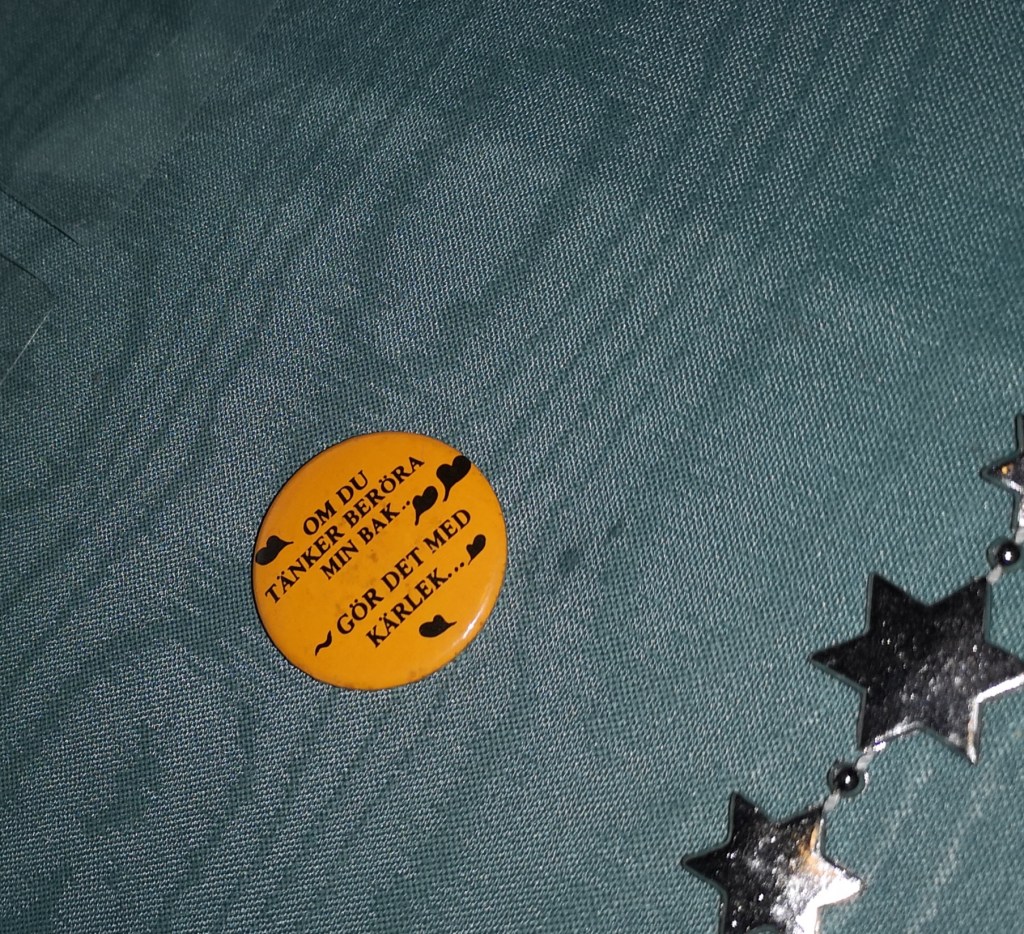 OM DU
TÄNKER BERÖRA
MIN BAK...
GÖR DET MED
KÄRLEK...